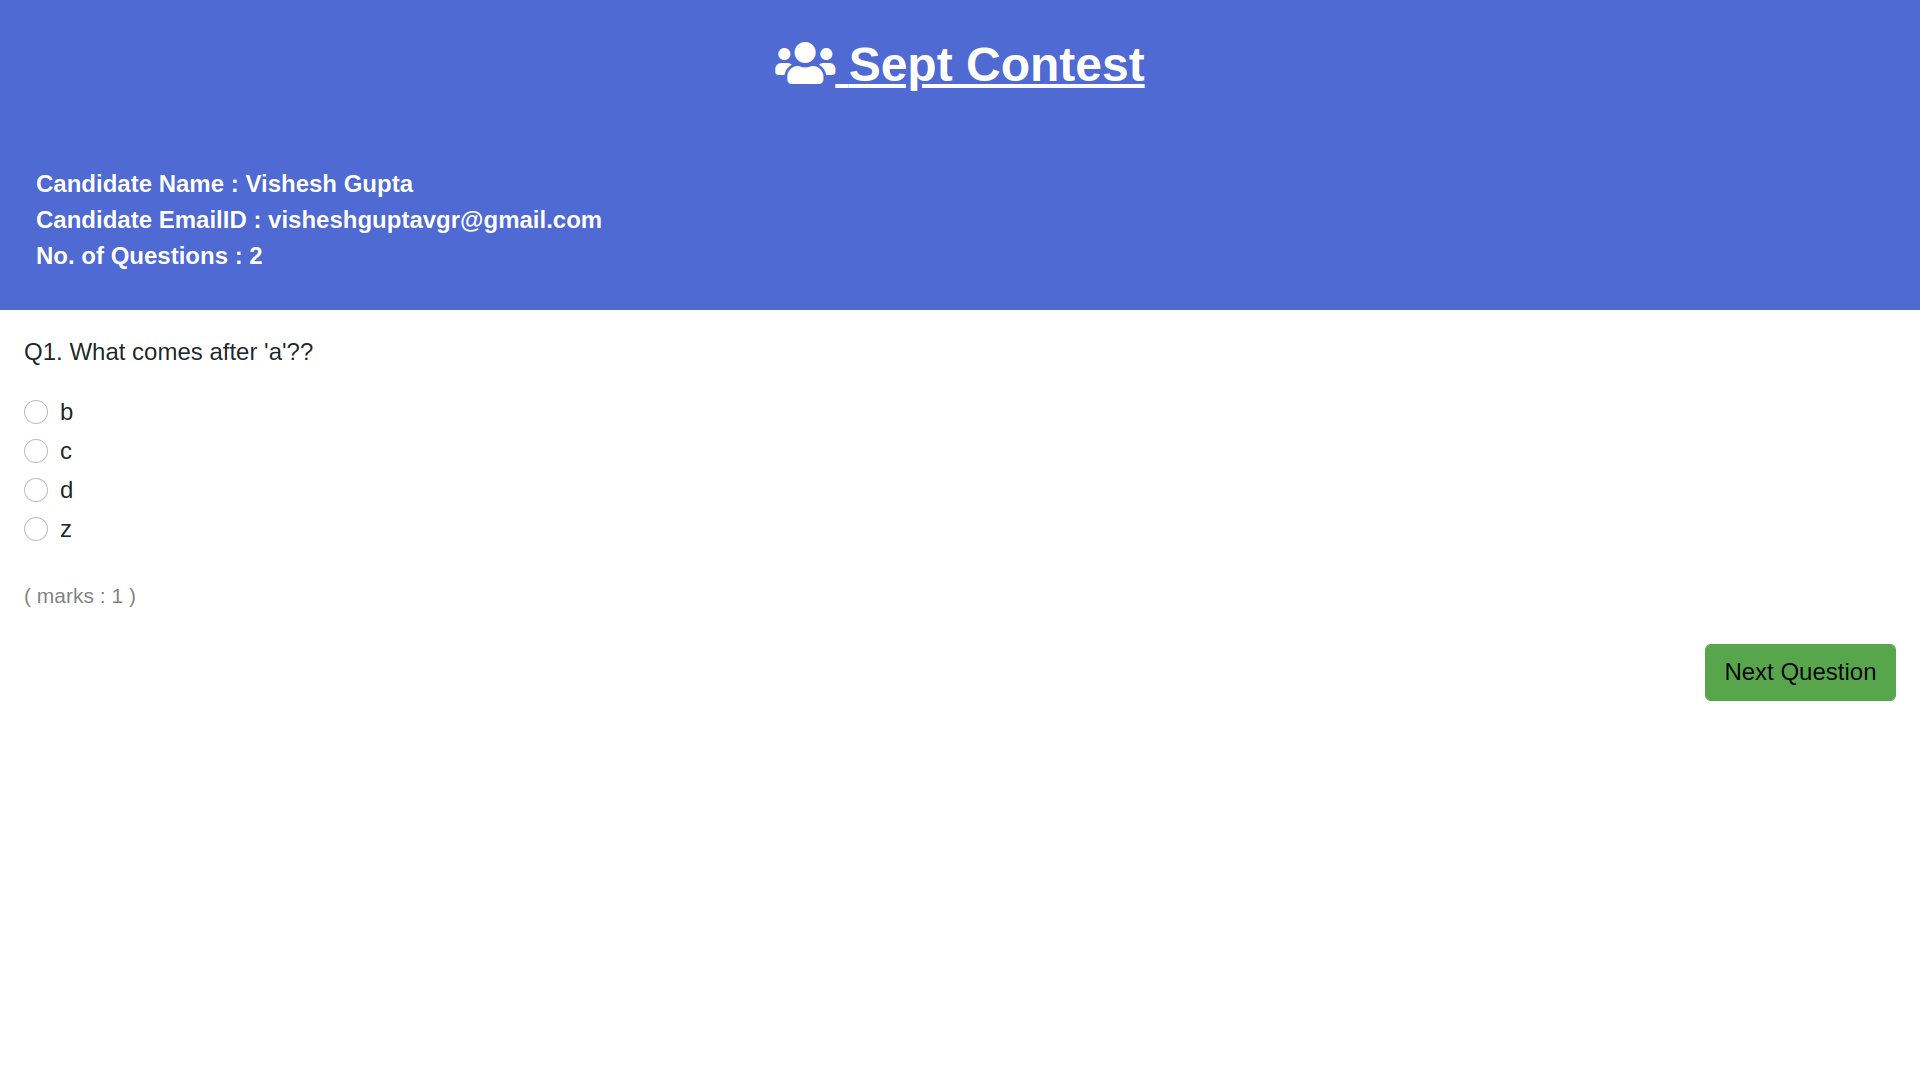 Sept Contest
Candidate Name : Vishesh Gupta
Candidate EmailID : visheshguptavgr@gmail.com
No. of Questions : 2
Q1. What comes after 'a'??
b
c
d
z
( marks : 1 )
Next Question